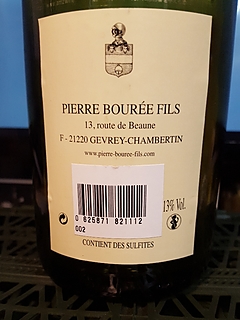 PIERRE BOURÉE FILS
13, route de Beaune
F - 21220 GEVREY-CHAMBERTIN
www.pierre-bouree-fils.com
13% Vol.
0 825871 821112
002
CONTIENT DES SULFITES